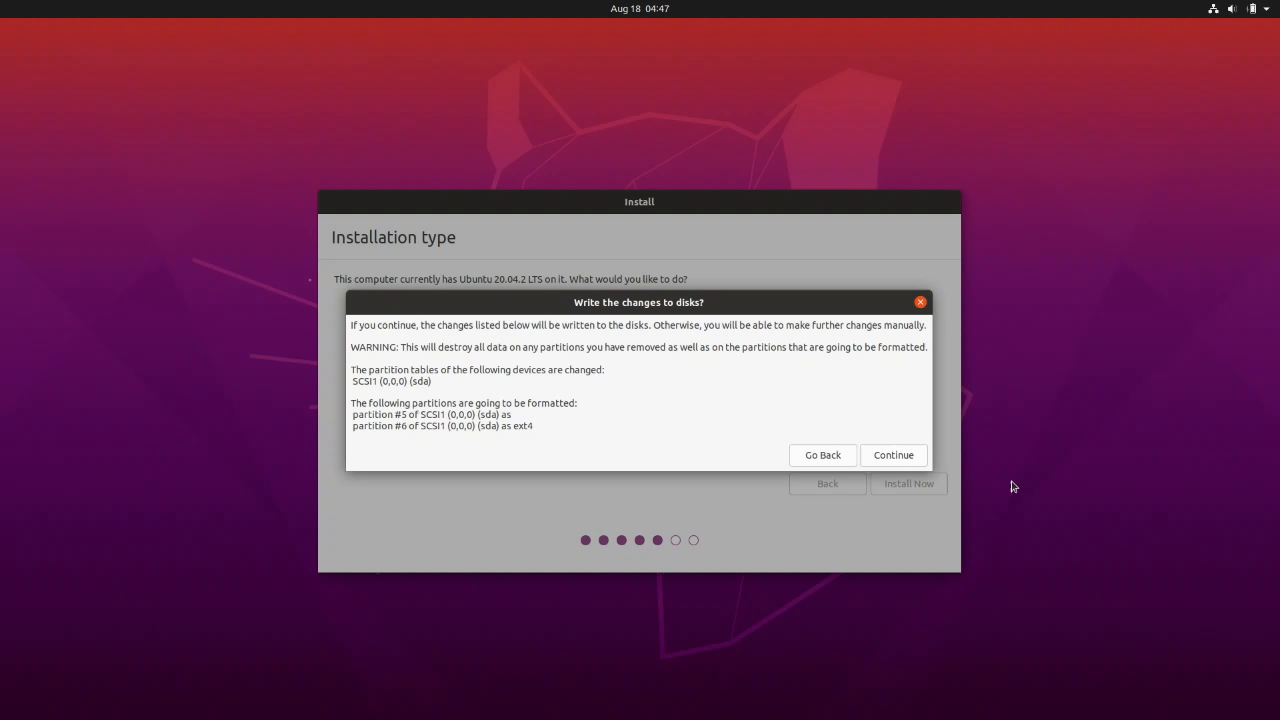 Aug 18 04:47
Install
Installation type
This computer currently has Ubuntu 20.04.2 LTS on it. What would you like to do?
Write the changes to disks?
If you continue, the changes listed below will be written to the disks. Otherwise, you will be able to make further changes manually.
WARNING: This will destroy all data on any partitions you have removed as well as on the partitions that are going to be formatted.
The partition tables of the following devices are changed:
SCSI1 (0,0,0) (sda)
The following partitions are going to be formatted:
partition #5 of SCSI1 (0,0,0) (sda) as
partition #6 of SCSI1 (0,0,0) (sda) as ext4
Go Back Continue
Back Install Now